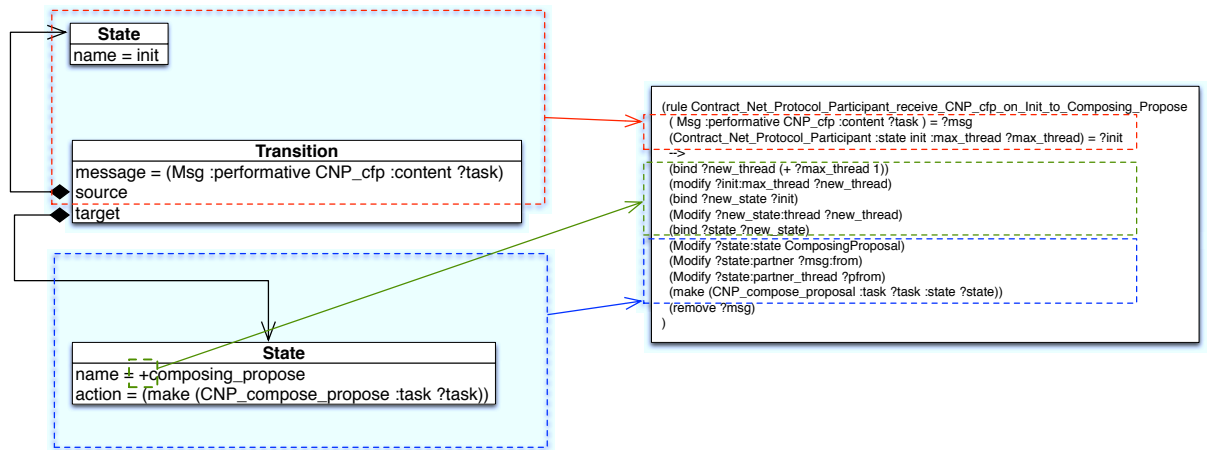 State
name = init
Transition
message = (Msg :performative CNP_cfp :content ?task)
source
target
State
name = +composing_propose
action = (make (CNP_compose_propose :task ?task))
(rule Contract_Net_Protocol_Participant_receive_CNP_cfp_on_Init_to_Composing_Propose
( Msg :performative CNP_cfp :content ?task ) = ?msg
(Contract_Net_Protocol_Participant :state init :max_thread ?max_thread) = ?init
-->
(bind ?new_thread (+ ?max_thread 1))
(modify ?init:max_thread ?new_thread)
(bind ?new_state ?init)
(Modify ?new_state:thread ?new_thread)
(bind ?state ?new_state)
(Modify ?state:state ComposingProposal)
(Modify ?state:partner ?msg:from)
(Modify ?state:partner_thread ?pfrom)
(make (CNP_compose_proposal :task ?task :state ?state))
(remove ?msg)
)